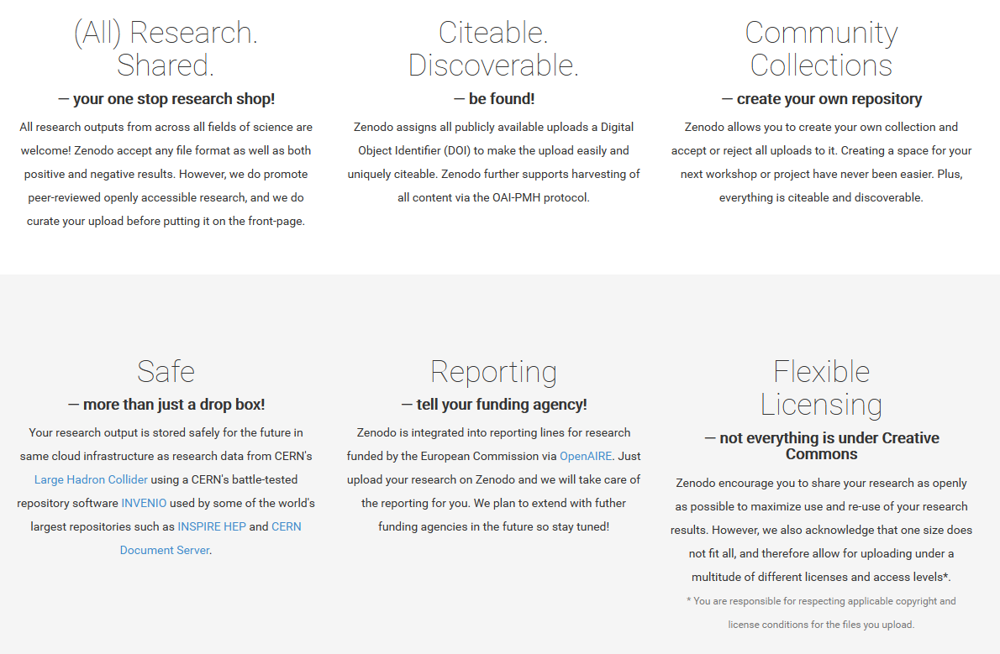 (All) Research.
Shared.
— your one stop research shop!
All research outputs from across all fields of science are
welcome! Zenodo accept any file format as well as both
positive and negative results. However, we do promote
peer-reviewed openly accessible research, and we do
curate your upload before putting it on the front-page.
Citeable.
Discoverable.
— be found!
Zenodo assigns all publicly available uploads a Digital
Object Identifier (DOI) to make the upload easily and
uniquely citeable. Zenodo further supports harvesting of
all content via the OAI-PMH protocol.
Community
Collections
— create your own repository
Zenodo allows you to create your own collection and
accept or reject all uploads to it. Creating a space for your
next workshop or project have never been easier. Plus,
everything is citeable and discoverable.
Safe
— more than just a drop box!
Your research output is stored safely for the future in
same cloud infrastructure as research data from CERN's
Large Hadron Collider using a CERN's battle-tested
repository software INVENIO used by some of the world's
largest repositories such as INSPIRE HEP and CERN
Document Server.
Reporting
— tell your funding agency!
Zenodo is integrated into reporting lines for research
funded by the European Commission via OpenAIRE. Just
upload your research on Zenodo and we will take care of
the reporting for you. We plan to extend with futher
funding agencies in the future so stay tuned!
Flexible
Licensing
— not everything is under Creative
Commons
Zenodo encourage you to share your research as openly
as possible to maximize use and re-use of your research
results. However, we also acknowledge that one size does
not fit all, and therefore allow for uploading under a
multitude of different licenses and access levels*.
* You are responsible for respecting applicable copyright and
license conditions for the files you upload.